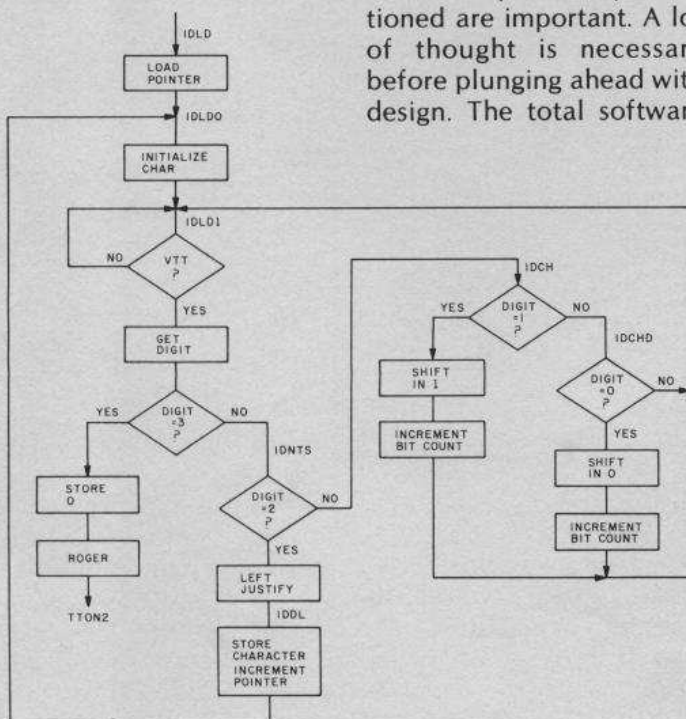 tioned are important. A lo
of thought is necessar
before plunging ahead wit
design. The total softwar
IDLD
LOAD
POINTER
IDLD0
INITIALIZE
CHAR
IDLD1
NO
VTT
?
YES
GET
DIGIT
YES
DIGIT
=3
?
NO
STORE
0
ROGER
TTON2
IDNTS
DIGIT
=2
?
NO
YES
LEFT
JUSTIFY
IDDL
STORE
CHARACTER
INCREMENT
POINTER
IDCH
YES
DIGIT
=1
?
NO
SHIFT
IN 1
INCREMENT
BIT COUNT
IDCHD
DIGIT
=0
?
NO
YES
SHIFT
IN 0
INCREMENT
BIT COUNT